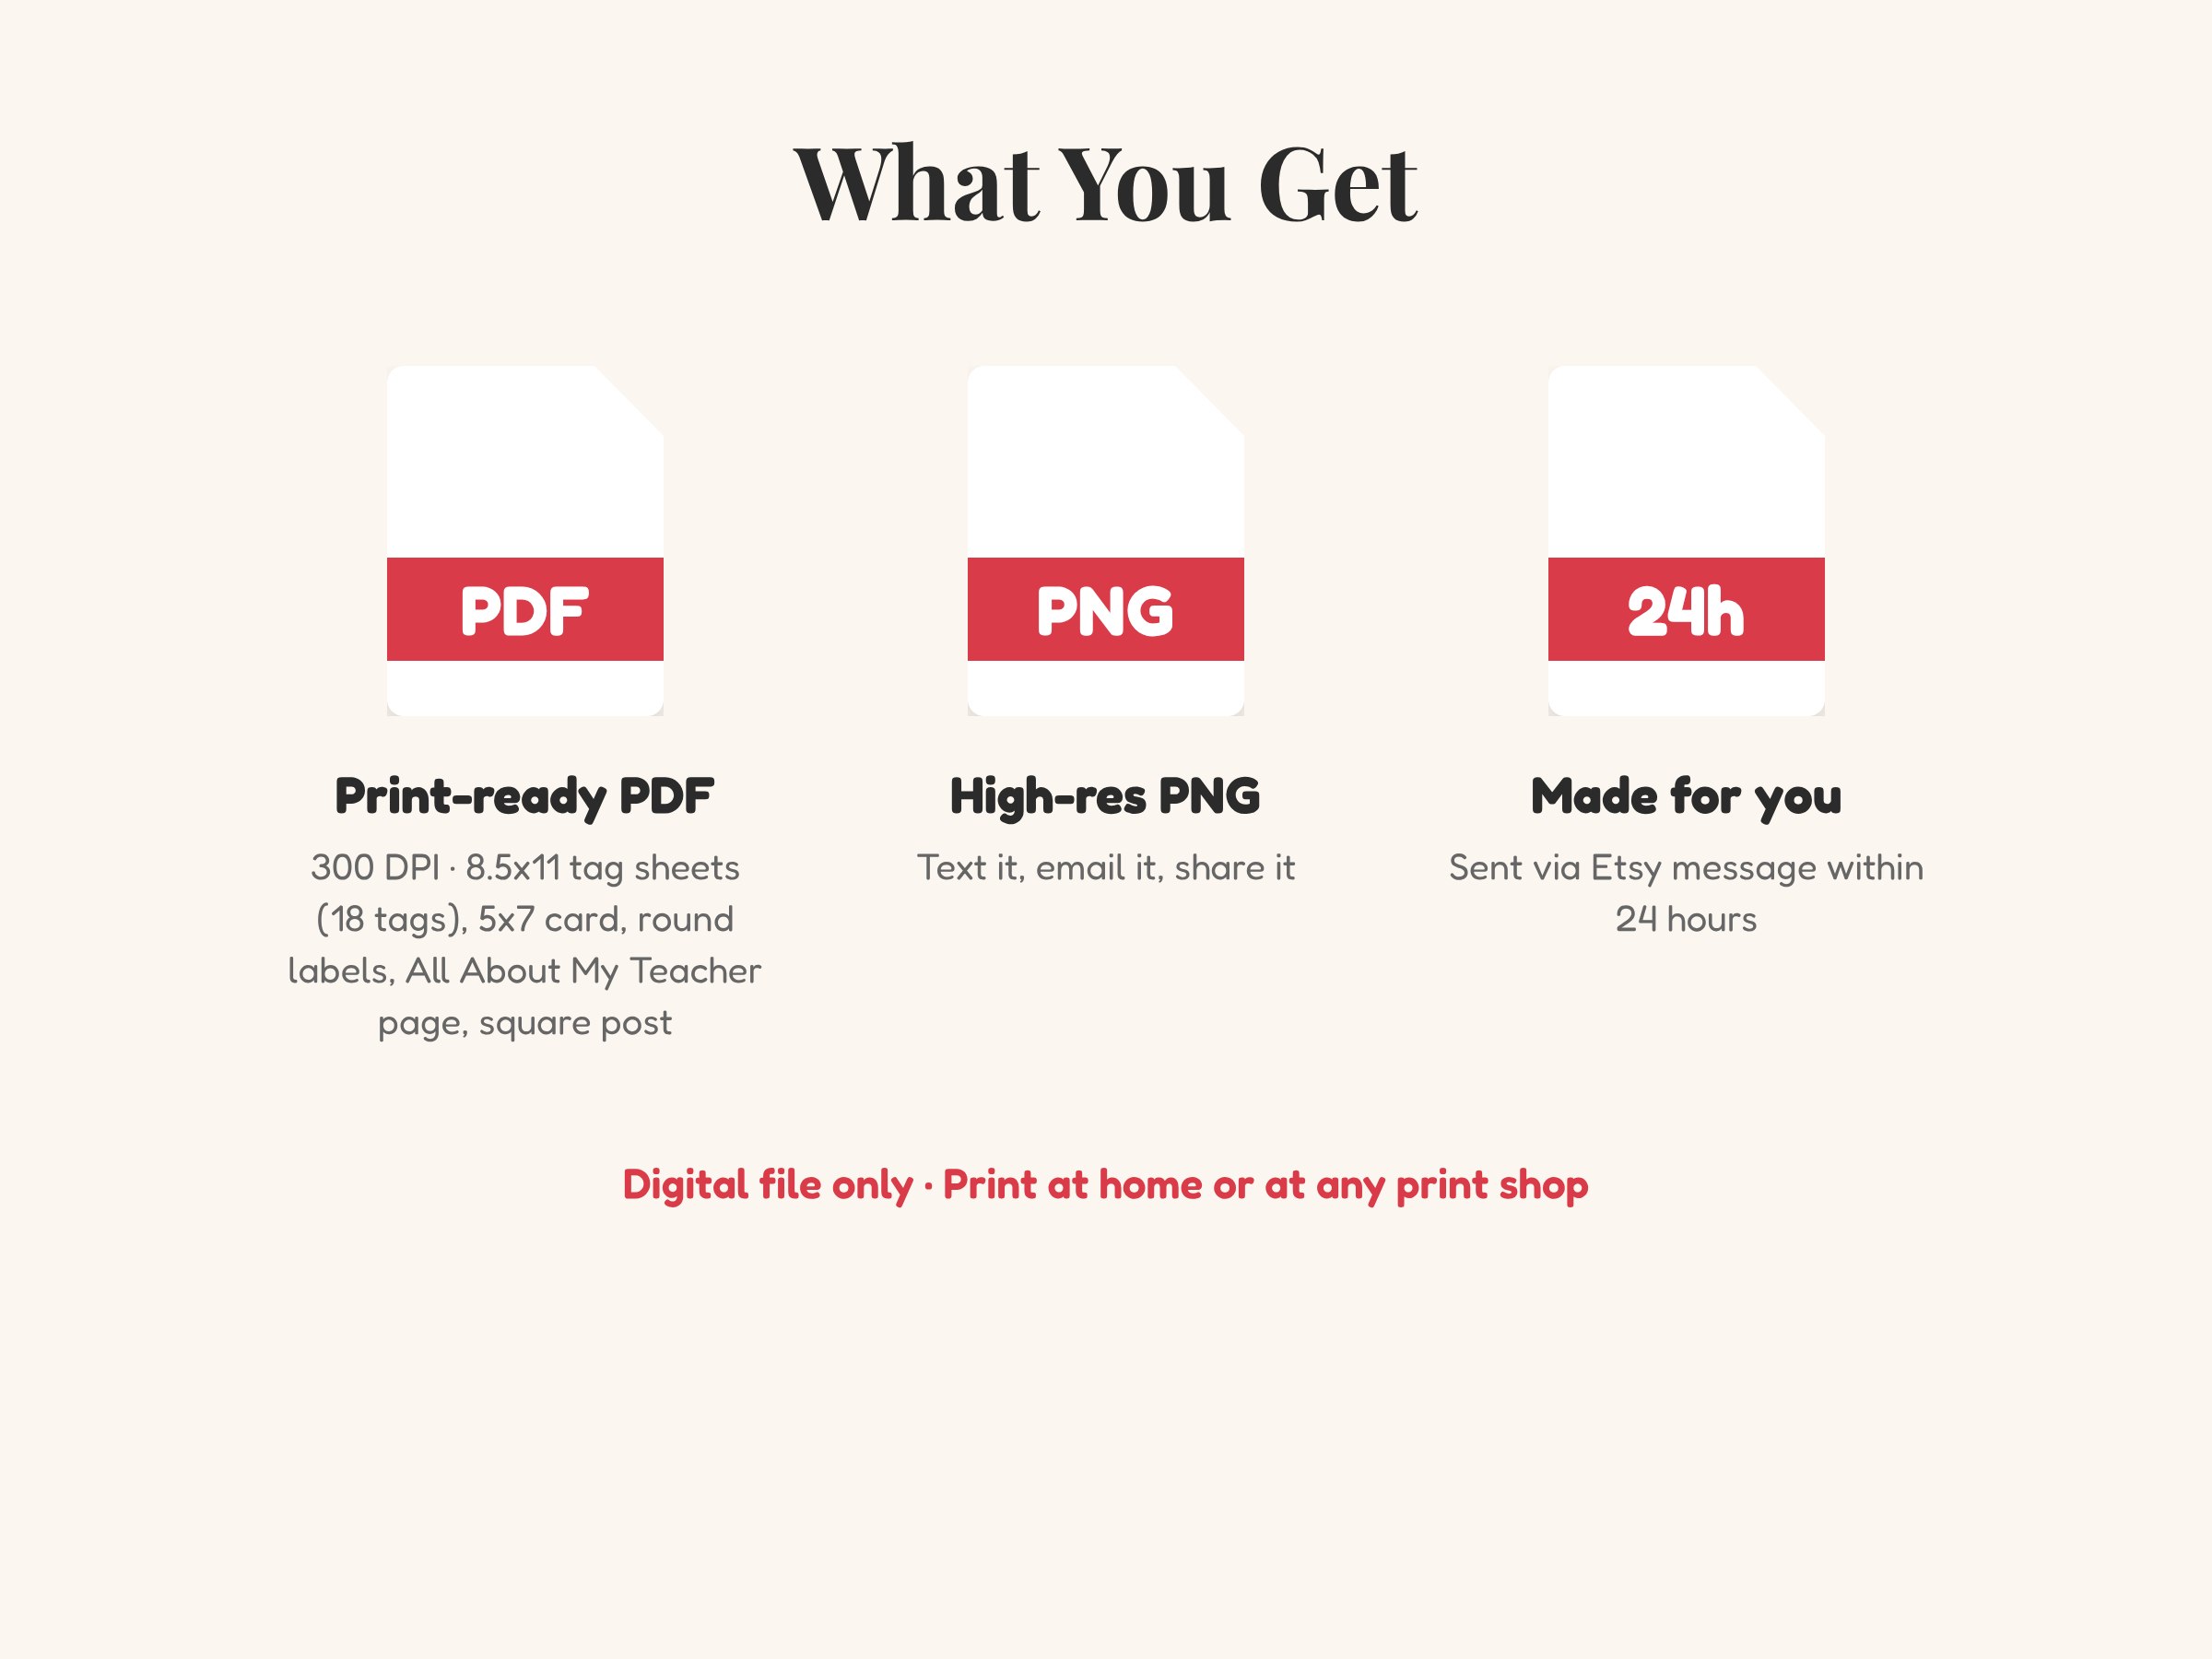 What You Get
PDF
PNG
24h
Print-ready PDF
300 DPI · 8.5x11 tag sheets
(18 tags), 5x7 card, round
labels, All About My Teacher
page, square post
High-res PNG
Text it, email it, share it
Made for you
Sent via Etsy message within
24 hours
Digital file only · Print at home or at any print shop